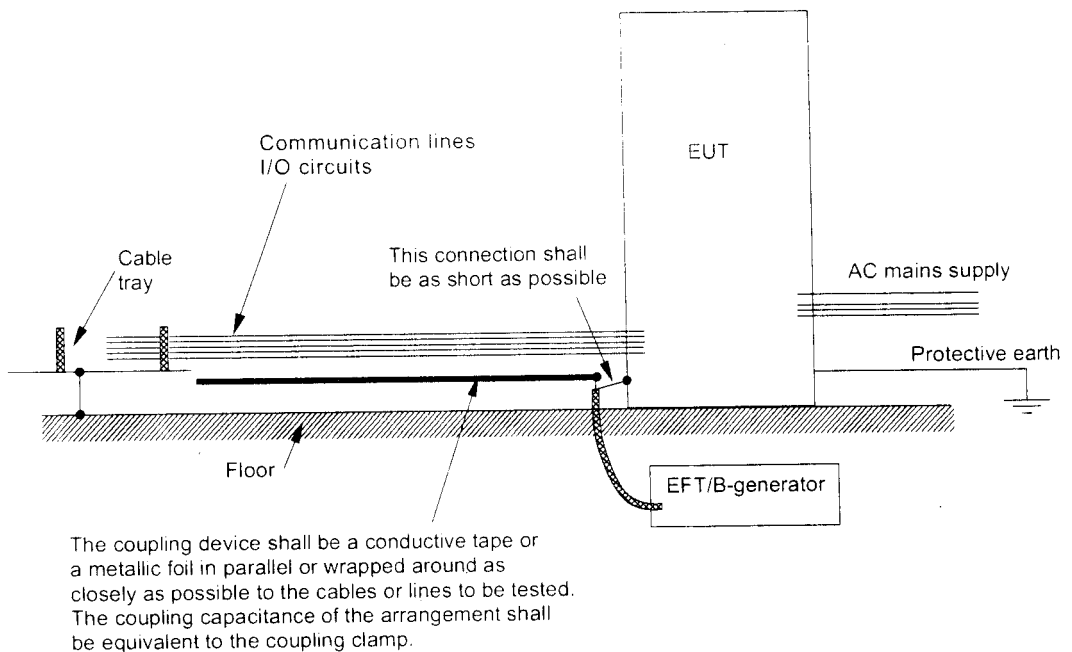 EUT
Communication lines
I/O circuits
This connection shall
be as short as possible
Cable
tray
AC mains supply
Protective earth
Floor
EFT/B-generator
The coupling device shall be a conductive tape or
a metallic foil in parallel or wrapped around as
closely as possible to the cables or lines to be tested.
The coupling capacitance of the arrangement shall
be equivalent to the coupling clamp.